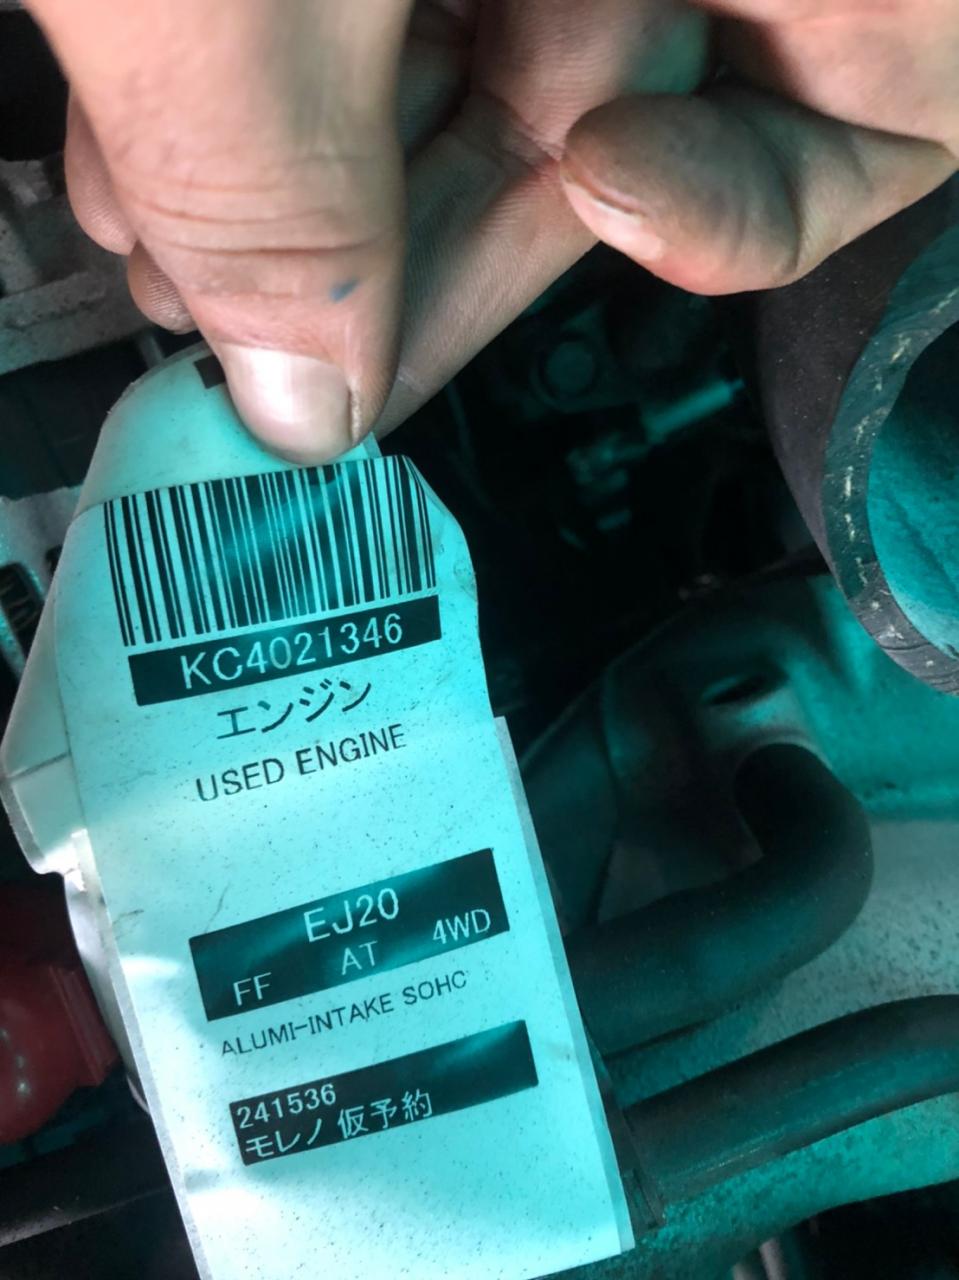 KC4021346
エンジン
USED ENGINE
EJ20
FF AT 4WD
ALUMI-INTAKE SOHC
241536
モレノ 仮予約